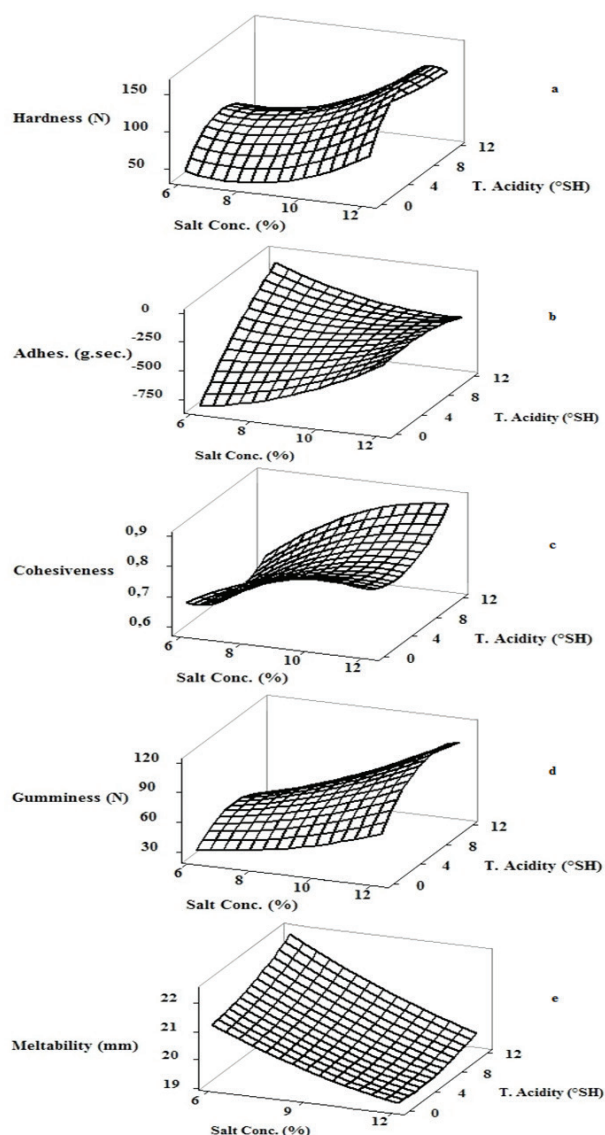 150
a
Hardness (N)
100
12
50
8
4
T. Acidity (°SH)
6
0
8
10
Salt Conc. (%)
12
0
b
-250
12
Adhes. (g.sec.)
-500
8
-750
4
T. Acidity (°SH)
6
0
8
10
Salt Conc. (%)
12
0,9
0,8
c
Cohesiveness
12
0,7
8
0,6
4
T. Acidity (°SH)
6
0
8
10
Salt Conc. (%)
12
120
d
90
Gumminess (N)
12
60
8
30
4
T. Acidity (°SH)
6
0
8
10
Salt Conc. (%)
12
22
e
21
Meltability (mm)
12
20
8
19
4
T. Acidity (°SH)
6
0
9
12
Salt Conc. (%)